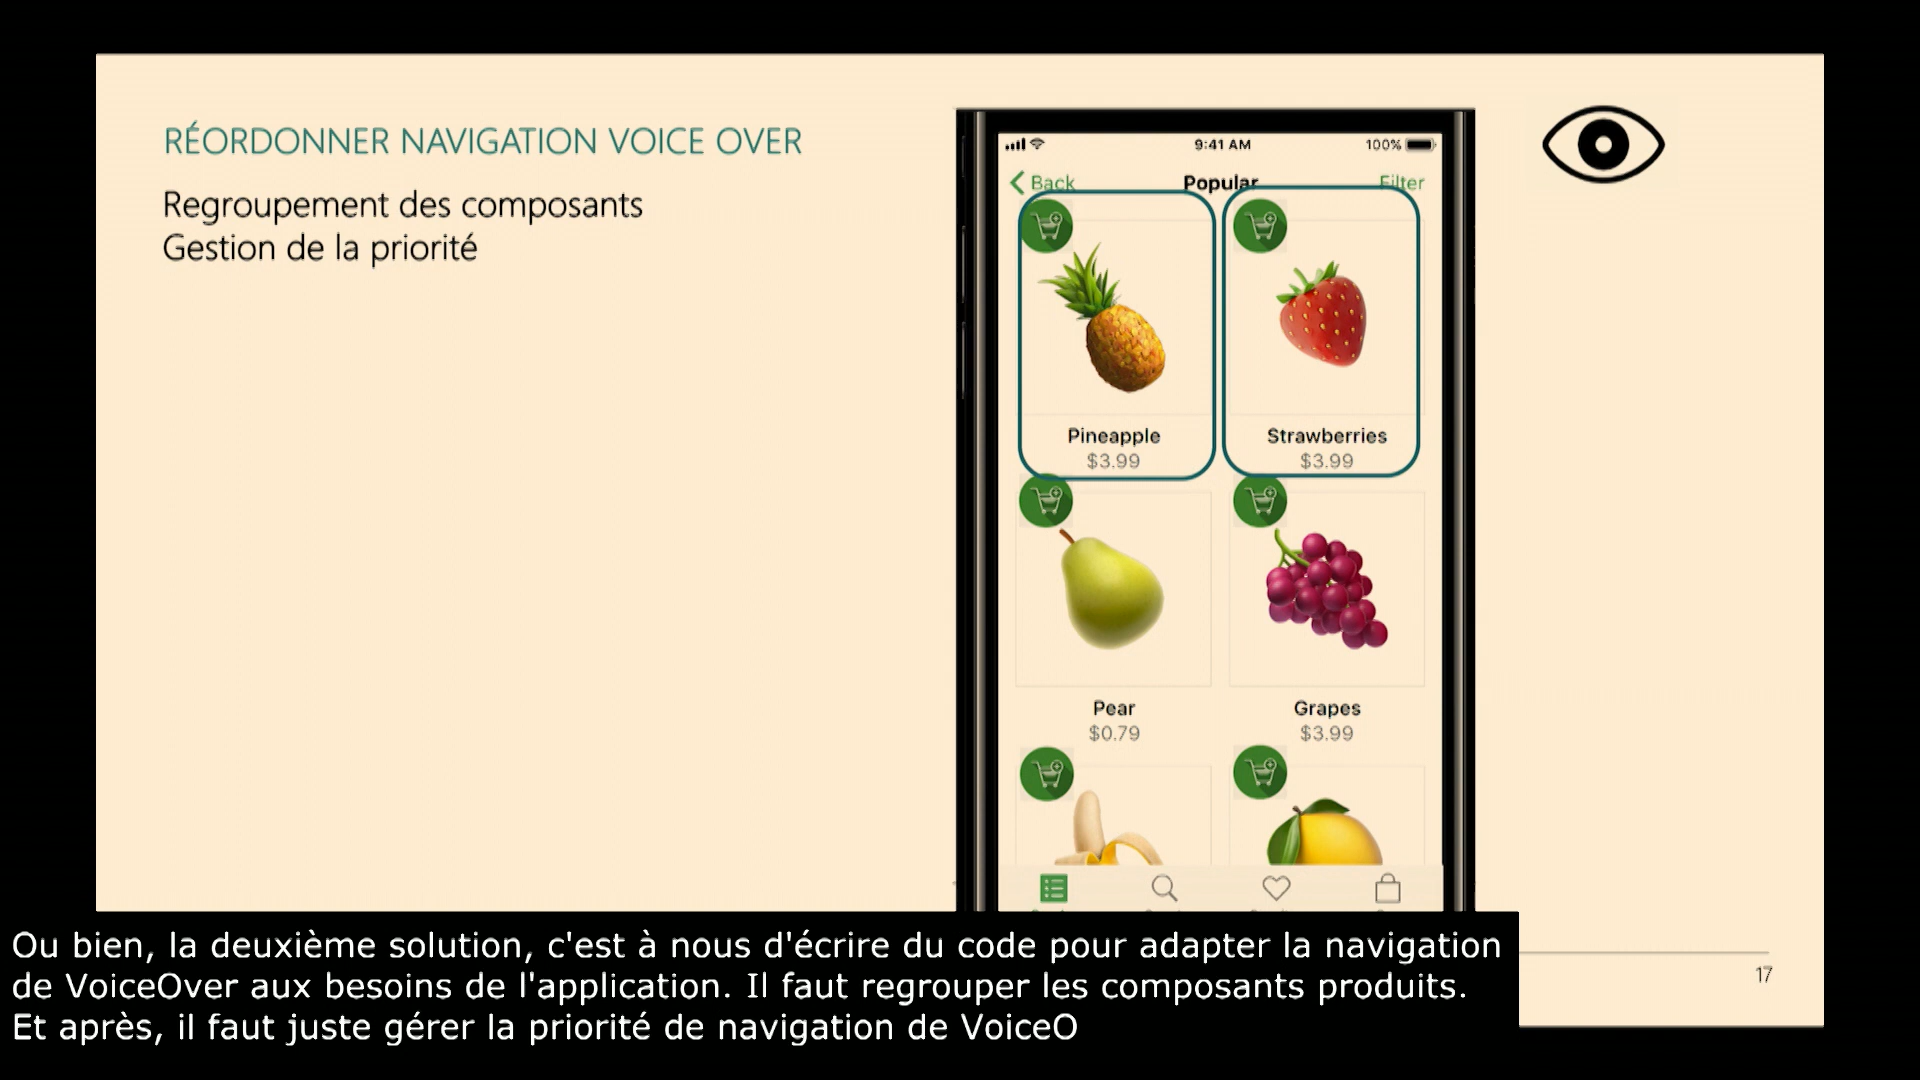 RÉORDONNER NAVIGATION VOICE OVER
Regroupement des composants
Gestion de la priorité
9:41 AM
100%
Back
Popular
Filter
Pineapple
$3.99
Strawberries
$3.99
Pear
$0.79
Grapes
$3.99
17
Ou bien, la deuxième solution, c'est à nous d'écrire du code pour adapter la navigation
de VoiceOver aux besoins de l'application. Il faut regrouper les composants produits.
Et après, il faut juste gérer la priorité de navigation de VoiceO